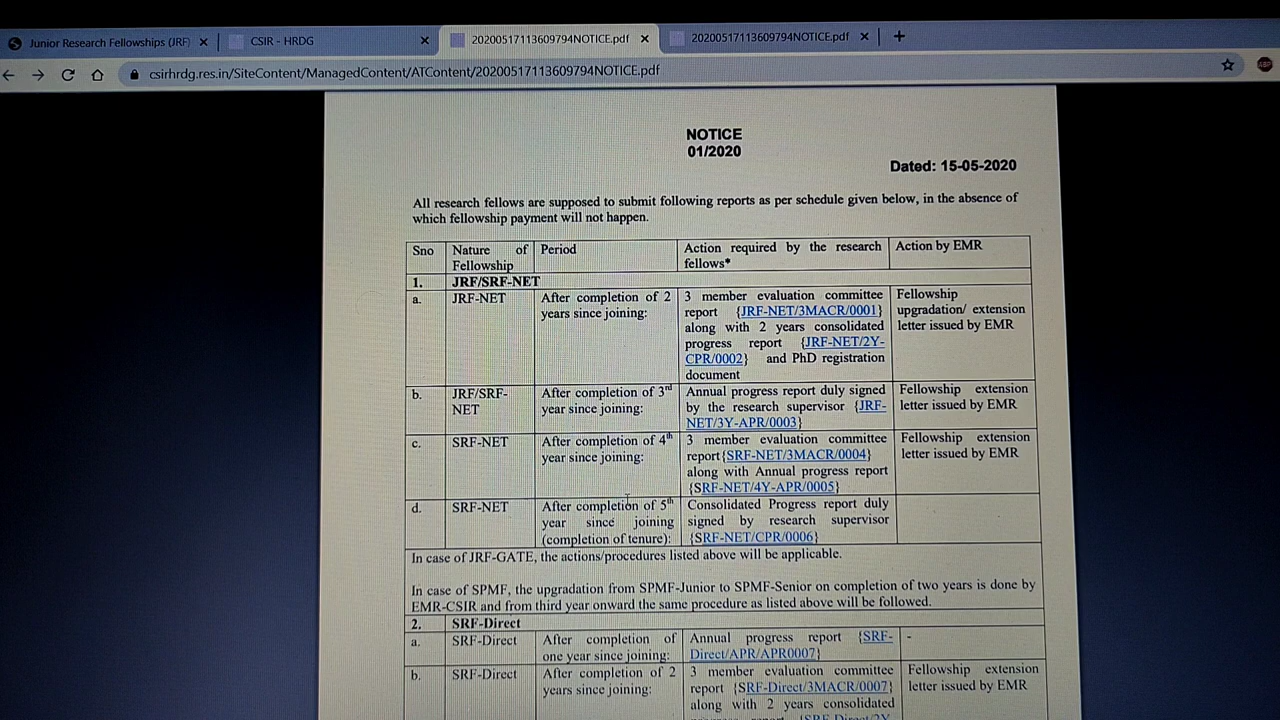 Junior Research Fellowships (JRF)
CSIR - HRDG
20200517113609794NOTICE.pdf
20200517113609794NOTICE.pdf
csirhrdg.res.in/SiteContent/ManagedContent/ATContent/20200517113609794NOTICE.pdf
ABP
NOTICE
01/2020
Dated: 15-05-2020
All research fellows are supposed to submit following reports as per schedule given below, in the absence of
which fellowship payment will not happen.
Sno
Nature of
Fellowship
Period
Action required by the research
fellows*
Action by EMR
1. JRF/SRF-NET
a.
JRF-NET
After completion of 2
years since joining:
3 member evaluation committee
report {JRF-NET/3MACR/0001}
along with 2 years consolidated
progress report {JRF-NET/2Y-
CPR/0002} and PhD registration
document
Fellowship
upgradation/ extension
letter issued by EMR
b.
JRF/SRF-
NET
After completion of 3rd
year since joining:
Annual progress report duly signed
by the research supervisor {JRF-
NET/3Y-APR/0003}
Fellowship extension
letter issued by EMR
c.
SRF-NET
After completion of 4th
year since joining:
3 member evaluation committee
report{SRF-NET/3MACR/0004}
along with Annual progress report
{SRF-NET/4Y-APR/0005}
Fellowship extension
letter issued by EMR
d.
SRF-NET
After completion of 5th
year since joining
(completion of tenure):
Consolidated Progress report duly
signed by research supervisor
{SRF-NET/CPR/0006}
In case of JRF-GATE, the actions/procedures listed above will be applicable.
In case of SPMF, the upgradation from SPMF-Junior to SPMF-Senior on completion of two years is done by
EMR-CSIR and from third year onward the same procedure as listed above will be followed.
2. SRF-Direct
a.
SRF-Direct
After completion of
one year since joining:
Annual progress report {SRF-
Direct/APR/APR0007}
-
b.
SRF-Direct
After completion of 2
years since joining:
3 member evaluation committee
report {SRF-Direct/3MACR/0007}
along with 2 years consolidated
progress report {SRF-Direct/2Y-
Fellowship extension
letter issued by EMR